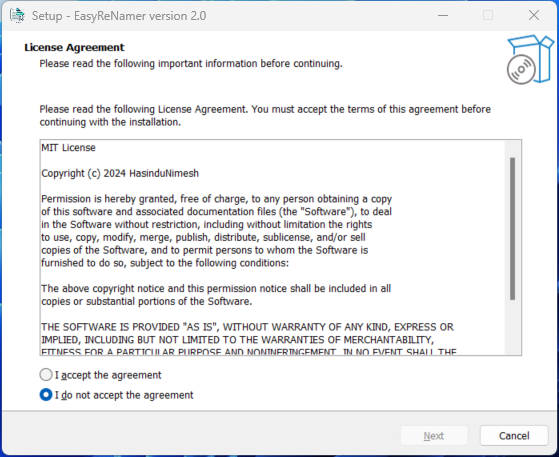 Setup - EasyReNamer version 2.0
License Agreement
Please read the following important information before continuing.
Please read the following License Agreement. You must accept the terms of this agreement before
continuing with the installation.
MIT License
Copyright (c) 2024 HasinduNimesh
Permission is hereby granted, free of charge, to any person obtaining a copy
of this software and associated documentation files (the "Software"), to deal
in the Software without restriction, including without limitation the rights
to use, copy, modify, merge, publish, distribute, sublicense, and/or sell
copies of the Software, and to permit persons to whom the Software is
furnished to do so, subject to the following conditions:
The above copyright notice and this permission notice shall be included in all
copies or substantial portions of the Software.
THE SOFTWARE IS PROVIDED "AS IS", WITHOUT WARRANTY OF ANY KIND, EXPRESS OR
IMPLIED, INCLUDING BUT NOT LIMITED TO THE WARRANTIES OF MERCHANTABILITY,
FITNESS FOR A PARTICULAR PURPOSE AND NONINFRINGEMENT. IN NO EVENT SHALL THE
I accept the agreement
I do not accept the agreement
Next
Cancel